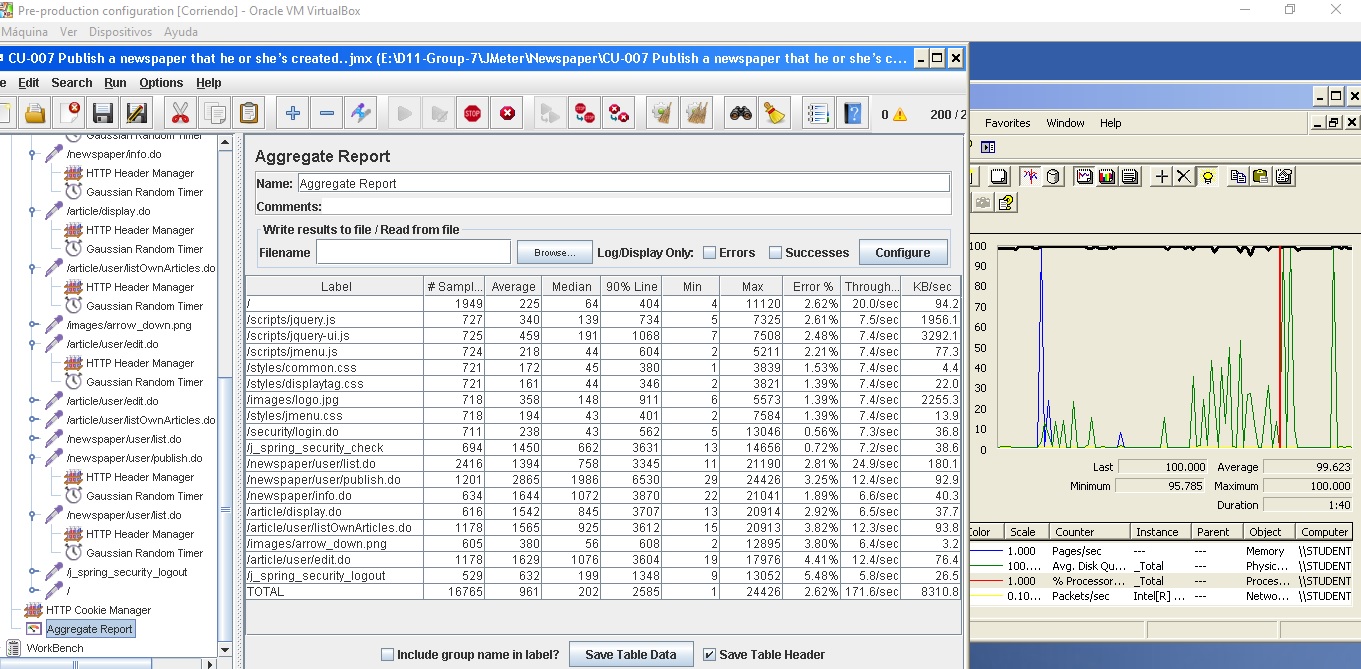 Pre-production configuration [Corriendo] - Oracle VM VirtualBox
Máquina Ver Dispositivos Ayuda
CU-007 Publish a newspaper that he or she's created..jmx (E:\D11-Group-7\JMeter\Newspaper\CU-007 Publish a newspaper that he or she's c...
e Edit Search Run Options Help
STOP
0 200 / 2
Gaussian Random Timer
/newspaper/info.do
HTTP Header Manager
Gaussian Random Timer
/article/display.do
HTTP Header Manager
Gaussian Random Timer
/article/user/listOwnArticles.do
HTTP Header Manager
Gaussian Random Timer
/images/arrow_down.png
/article/user/edit.do
HTTP Header Manager
Gaussian Random Timer
/article/user/edit.do
/article/user/listOwnArticles.do
/newspaper/user/list.do
/newspaper/user/publish.do
HTTP Header Manager
Gaussian Random Timer
/newspaper/user/list.do
HTTP Header Manager
Gaussian Random Timer
/j_spring_security_logout
/
HTTP Cookie Manager
Aggregate Report
WorkBench
Aggregate Report
Name: Aggregate Report
Comments:
Write results to file / Read from file
Filename Browse... Log/Display Only: Errors Successes Configure
Label # Sampl... Average Median 90% Line Min Max Error % Through... KB/sec
/ 1949 225 64 404 4 11120 2.62% 20.0/sec 94.2
/scripts/jquery.js 727 340 139 734 5 7325 2.61% 7.5/sec 1956.1
/scripts/jquery-ui.js 725 459 191 1068 7 7508 2.48% 7.4/sec 3292.1
/scripts/jmenu.js 724 218 44 604 2 5211 2.21% 7.4/sec 77.3
/styles/common.css 721 172 45 380 1 3839 1.53% 7.4/sec 4.4
/styles/displaytag.css 721 161 44 346 2 3821 1.39% 7.4/sec 22.0
/images/logo.jpg 718 358 148 911 6 5573 1.39% 7.4/sec 2255.3
/styles/jmenu.css 718 194 43 401 2 7584 1.39% 7.4/sec 13.9
/security/login.do 711 238 43 562 5 13046 0.56% 7.3/sec 36.8
/j_spring_security_check 694 1450 662 3631 13 14656 0.72% 7.2/sec 38.6
/newspaper/user/list.do 2416 1394 758 3345 11 21190 2.81% 24.9/sec 180.1
/newspaper/user/publish.do 1201 2865 1986 6530 29 24426 3.25% 12.4/sec 92.9
/newspaper/info.do 634 1644 1072 3870 22 21041 1.89% 6.6/sec 40.3
/article/display.do 616 1542 845 3707 13 20914 2.92% 6.5/sec 37.7
/article/user/listOwnArticles.do 1178 1565 925 3612 15 20913 3.82% 12.3/sec 93.8
/images/arrow_down.png 605 380 56 608 2 12895 3.80% 6.4/sec 3.2
/article/user/edit.do 1178 1629 1076 3604 19 17976 4.41% 12.4/sec 76.4
/j_spring_security_logout 529 632 199 1348 9 13052 5.48% 5.8/sec 26.5
TOTAL 16765 961 202 2585 1 24426 2.62% 171.6/sec 8310.8
Include group name in label? Save Table Data Save Table Header
Favorites Window Help
100
90
80
70
60
50
40
30
20
10
0
Last 100.000 Average 99.623
Minimum 95.785 Maximum 100.000
Duration 1:40
Color Scale Counter Instance Parent Object Computer
1.000 Pages/sec --- --- Memory \\STUDENT
100.... Avg. Disk Qu... _Total --- Physic... \\STUDENT
1.000 % Processor... _Total --- Proces... \\STUDENT
0.10... Packets/sec Intel[R] ... --- Netwo... \\STUDENT